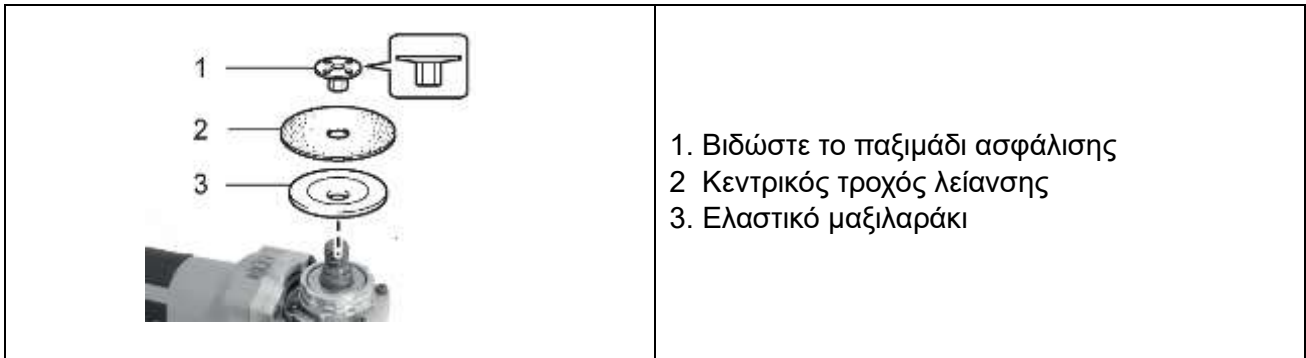 1
2
3
1. Βιδώστε το παξιμάδι ασφάλισης
2 Κεντρικός τροχός λείανσης
3. Ελαστικό μαξιλαράκι